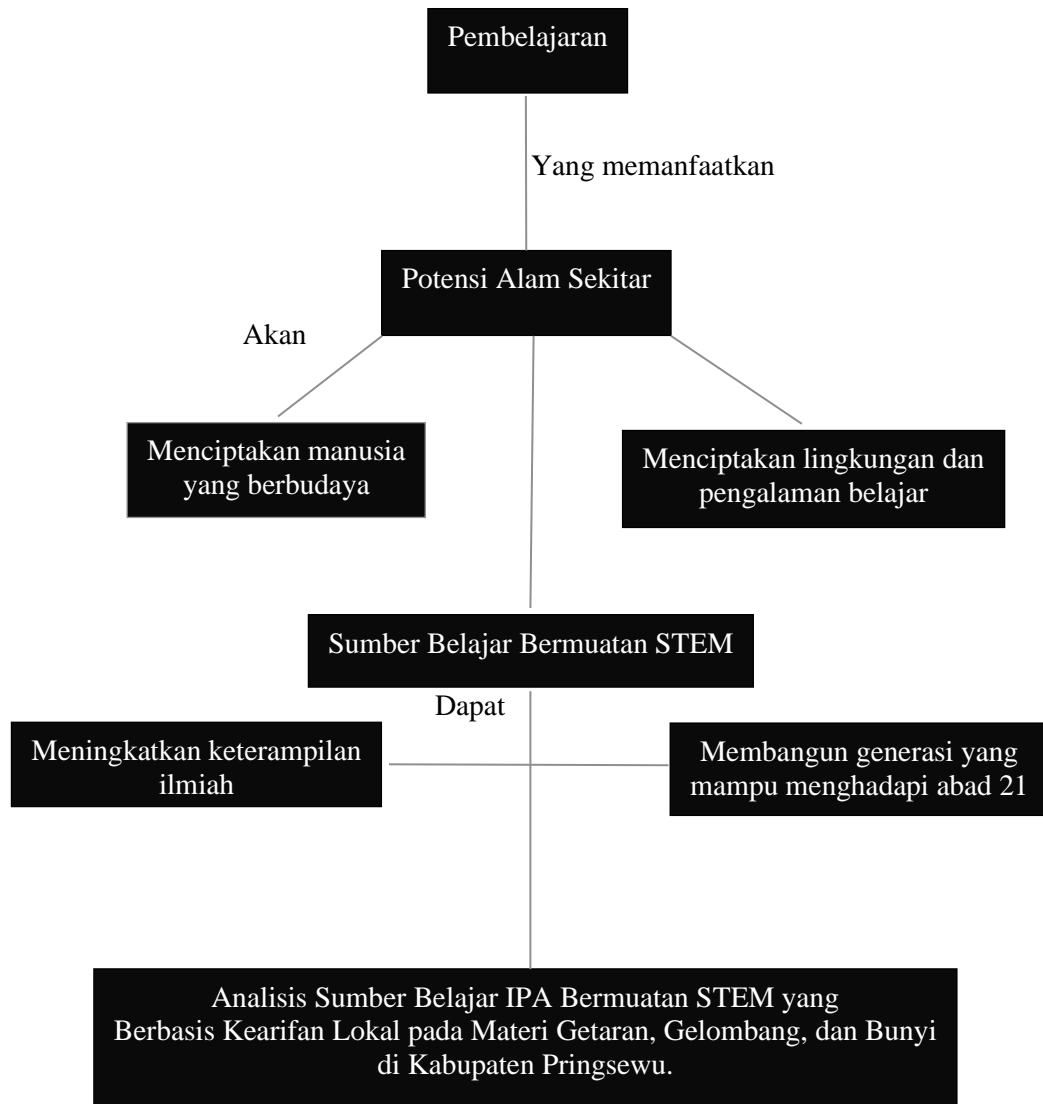 Pembelajaran
Yang memanfaatkan
Potensi Alam Sekitar
Akan
Menciptakan manusia
yang berbudaya
Menciptakan lingkungan dan
pengalaman belajar
Sumber Belajar Bermuatan STEM
Dapat
Meningkatkan keterampilan
ilmiah
Membangun generasi yang
mampu menghadapi abad 21
Analisis Sumber Belajar IPA Bermuatan STEM yang
Berbasis Kearifan Lokal pada Materi Getaran, Gelombang, dan Bunyi
di Kabupaten Pringsewu.